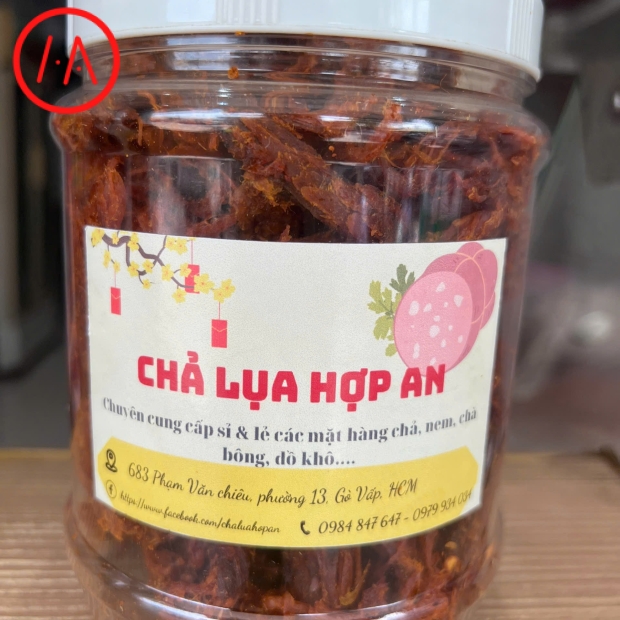 H.A
CHẢ LỤA HỢP AN
Chuyên cung cấp sỉ & lẻ các mặt hàng chả, nem, chà
bông, đồ khô....
683 Phạm Văn chiêu, phường 13, Gò Vấp, HCM
https://www.facebook.com/chaluahopan
0984 847 647 - 0979 934 034